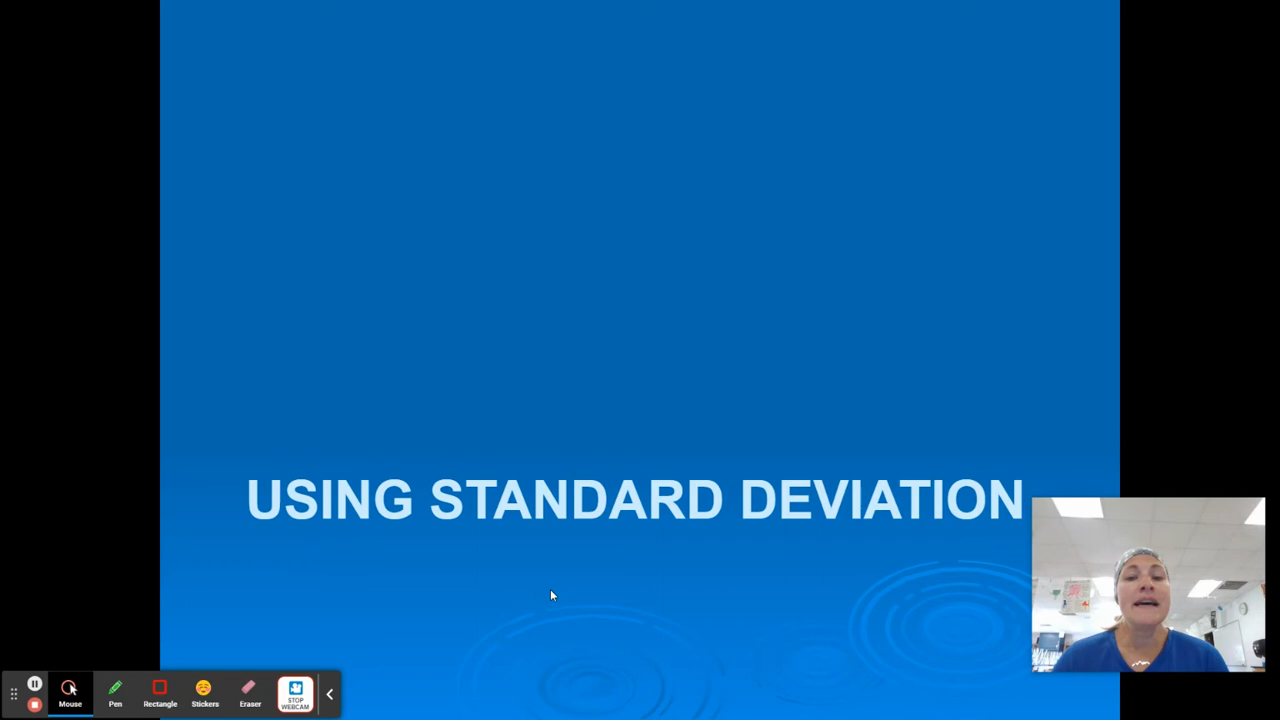 USING STANDARD DEVIATION
Mouse
Pen
Rectangle
Stickers
Eraser
STOP
WEBCAM